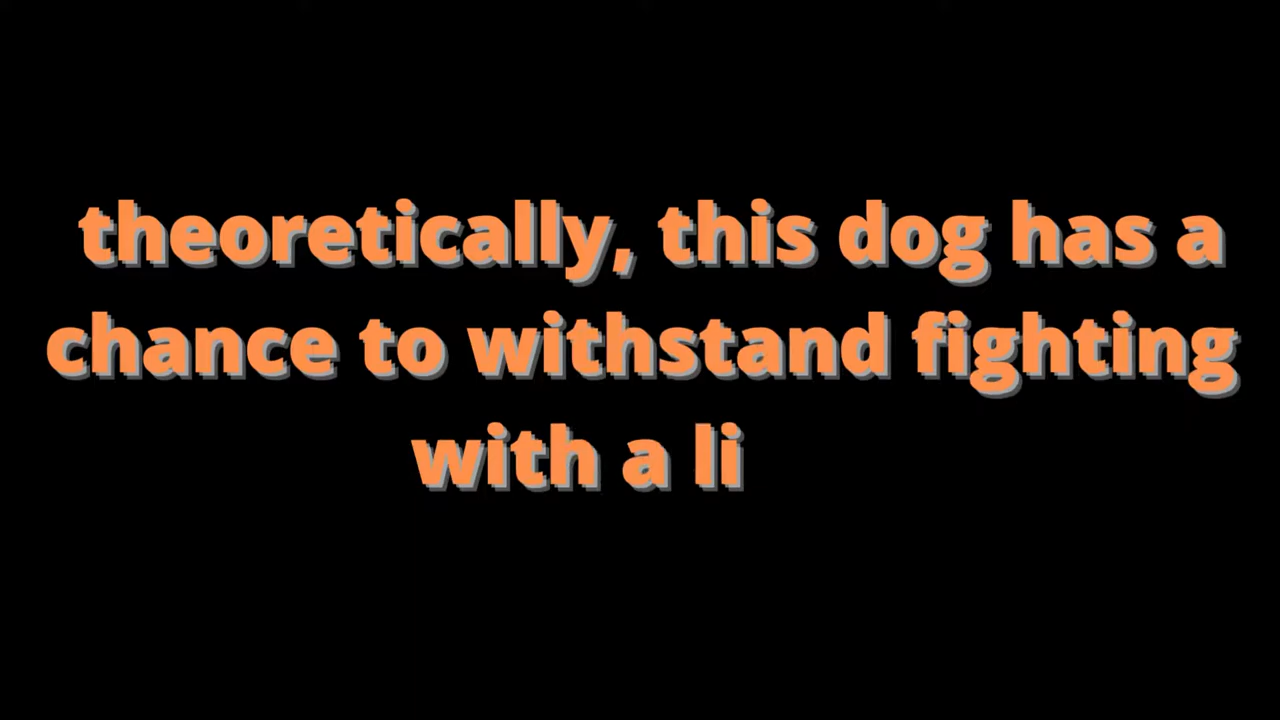 theoretically, this dog has a
chance to withstand fighting
with a li